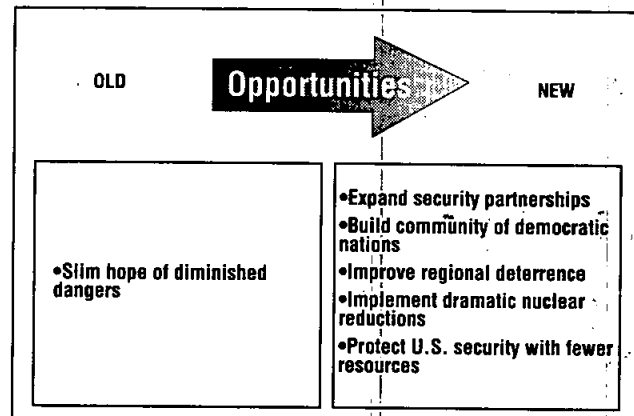 OLD
Opportunities
NEW
•Slim hope of diminished
dangers
•Expand security partnerships
•Build community of democratic
nations
•Improve regional deterrence
•Implement dramatic nuclear
reductions
•Protect U.S. security with fewer
resources